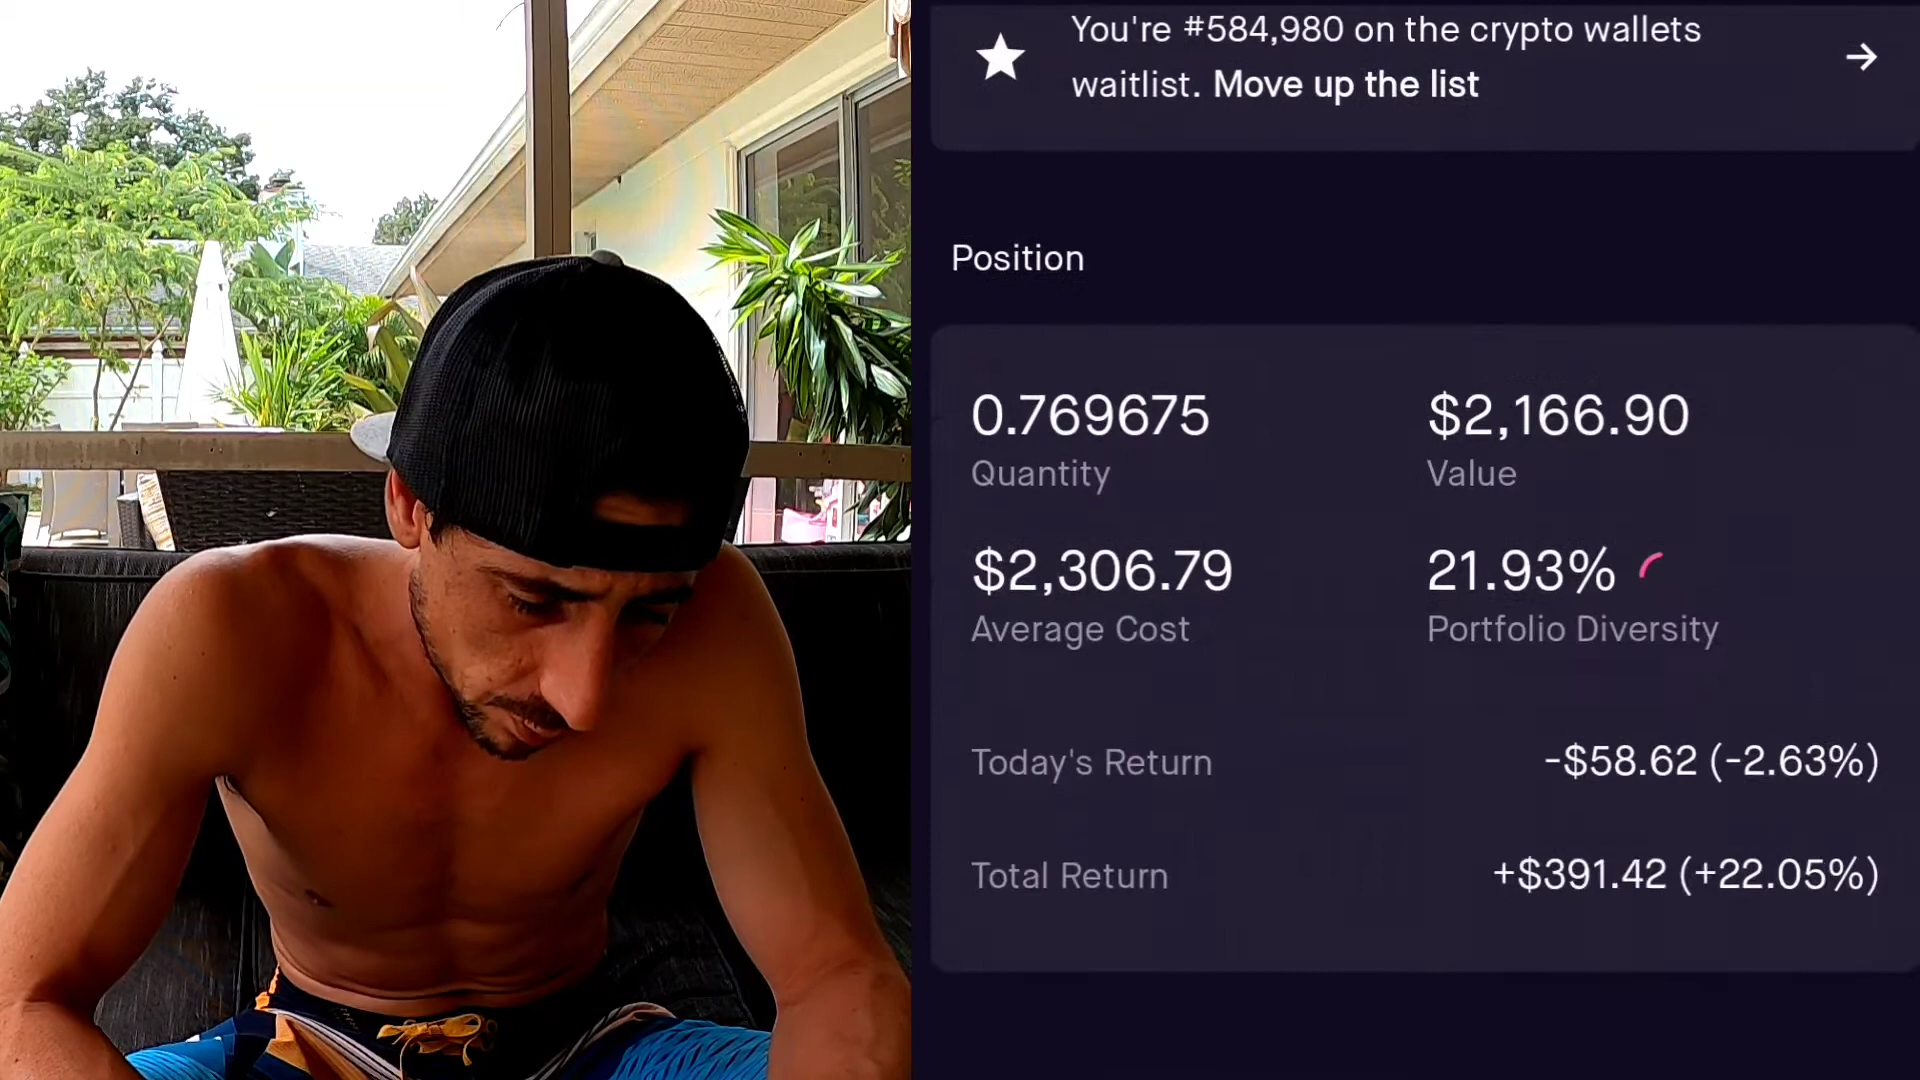 You're #584,980 on the crypto wallets
waitlist. Move up the list
Position
0.769675
Quantity
$2,166.90
Value
$2,306.79
Average Cost
21.93%
Portfolio Diversity
Today's Return
-$58.62 (-2.63%)
Total Return
+$391.42 (+22.05%)